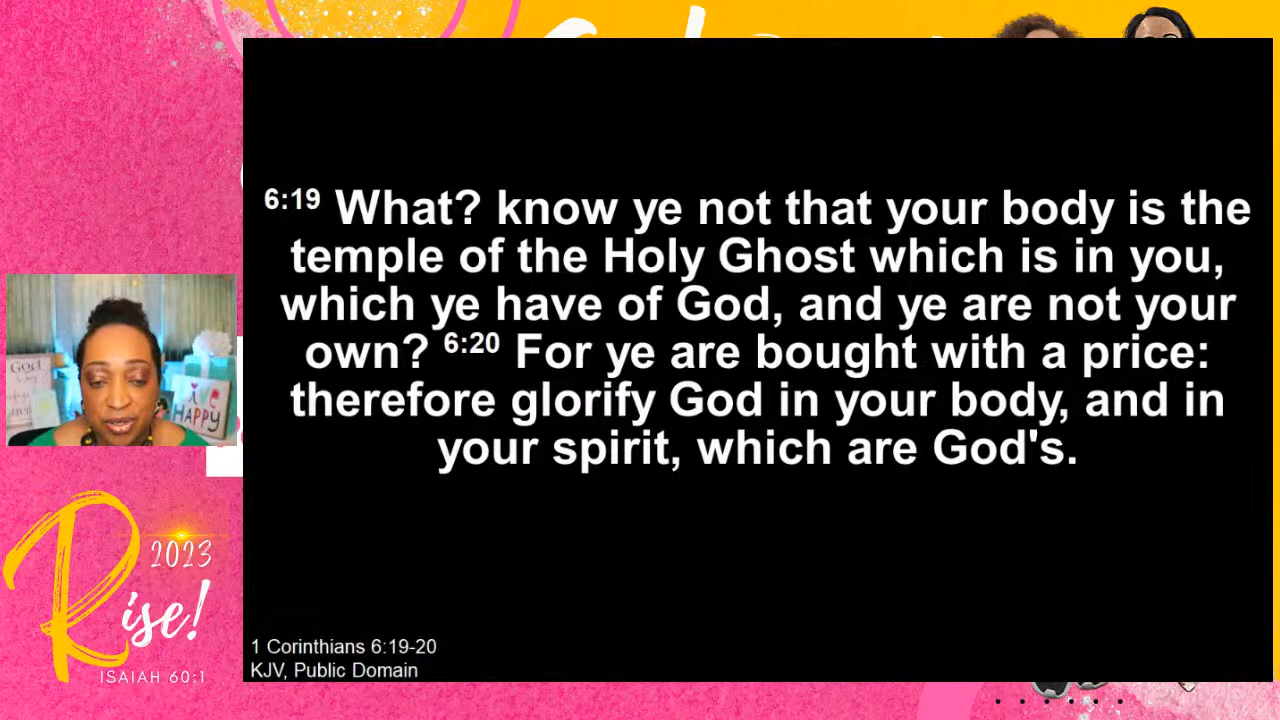 6:19 What? know ye not that your body is the
temple of the Holy Ghost which is in you,
which ye have of God, and ye are not your
own? 6:20 For ye are bought with a price:
therefore glorify God in your body, and in
your spirit, which are God's.
1 Corinthians 6:19-20
KJV, Public Domain
God
HAPPY
2023
Rise!
ISAIAH 60:1